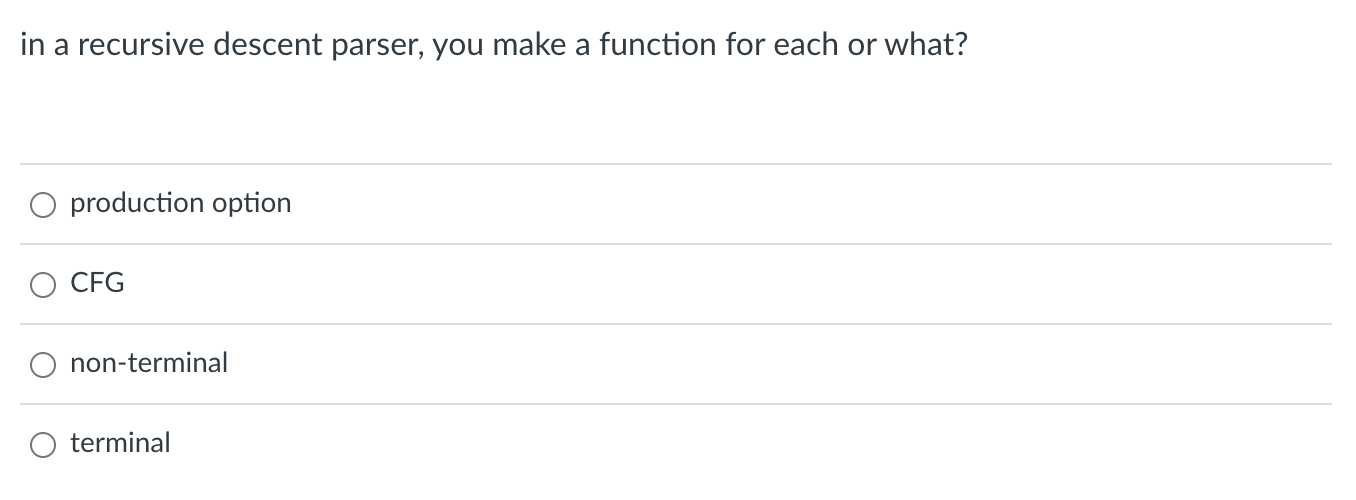 in a recursive descent parser, you make a function for each or what?
production option
CFG
non-terminal
terminal